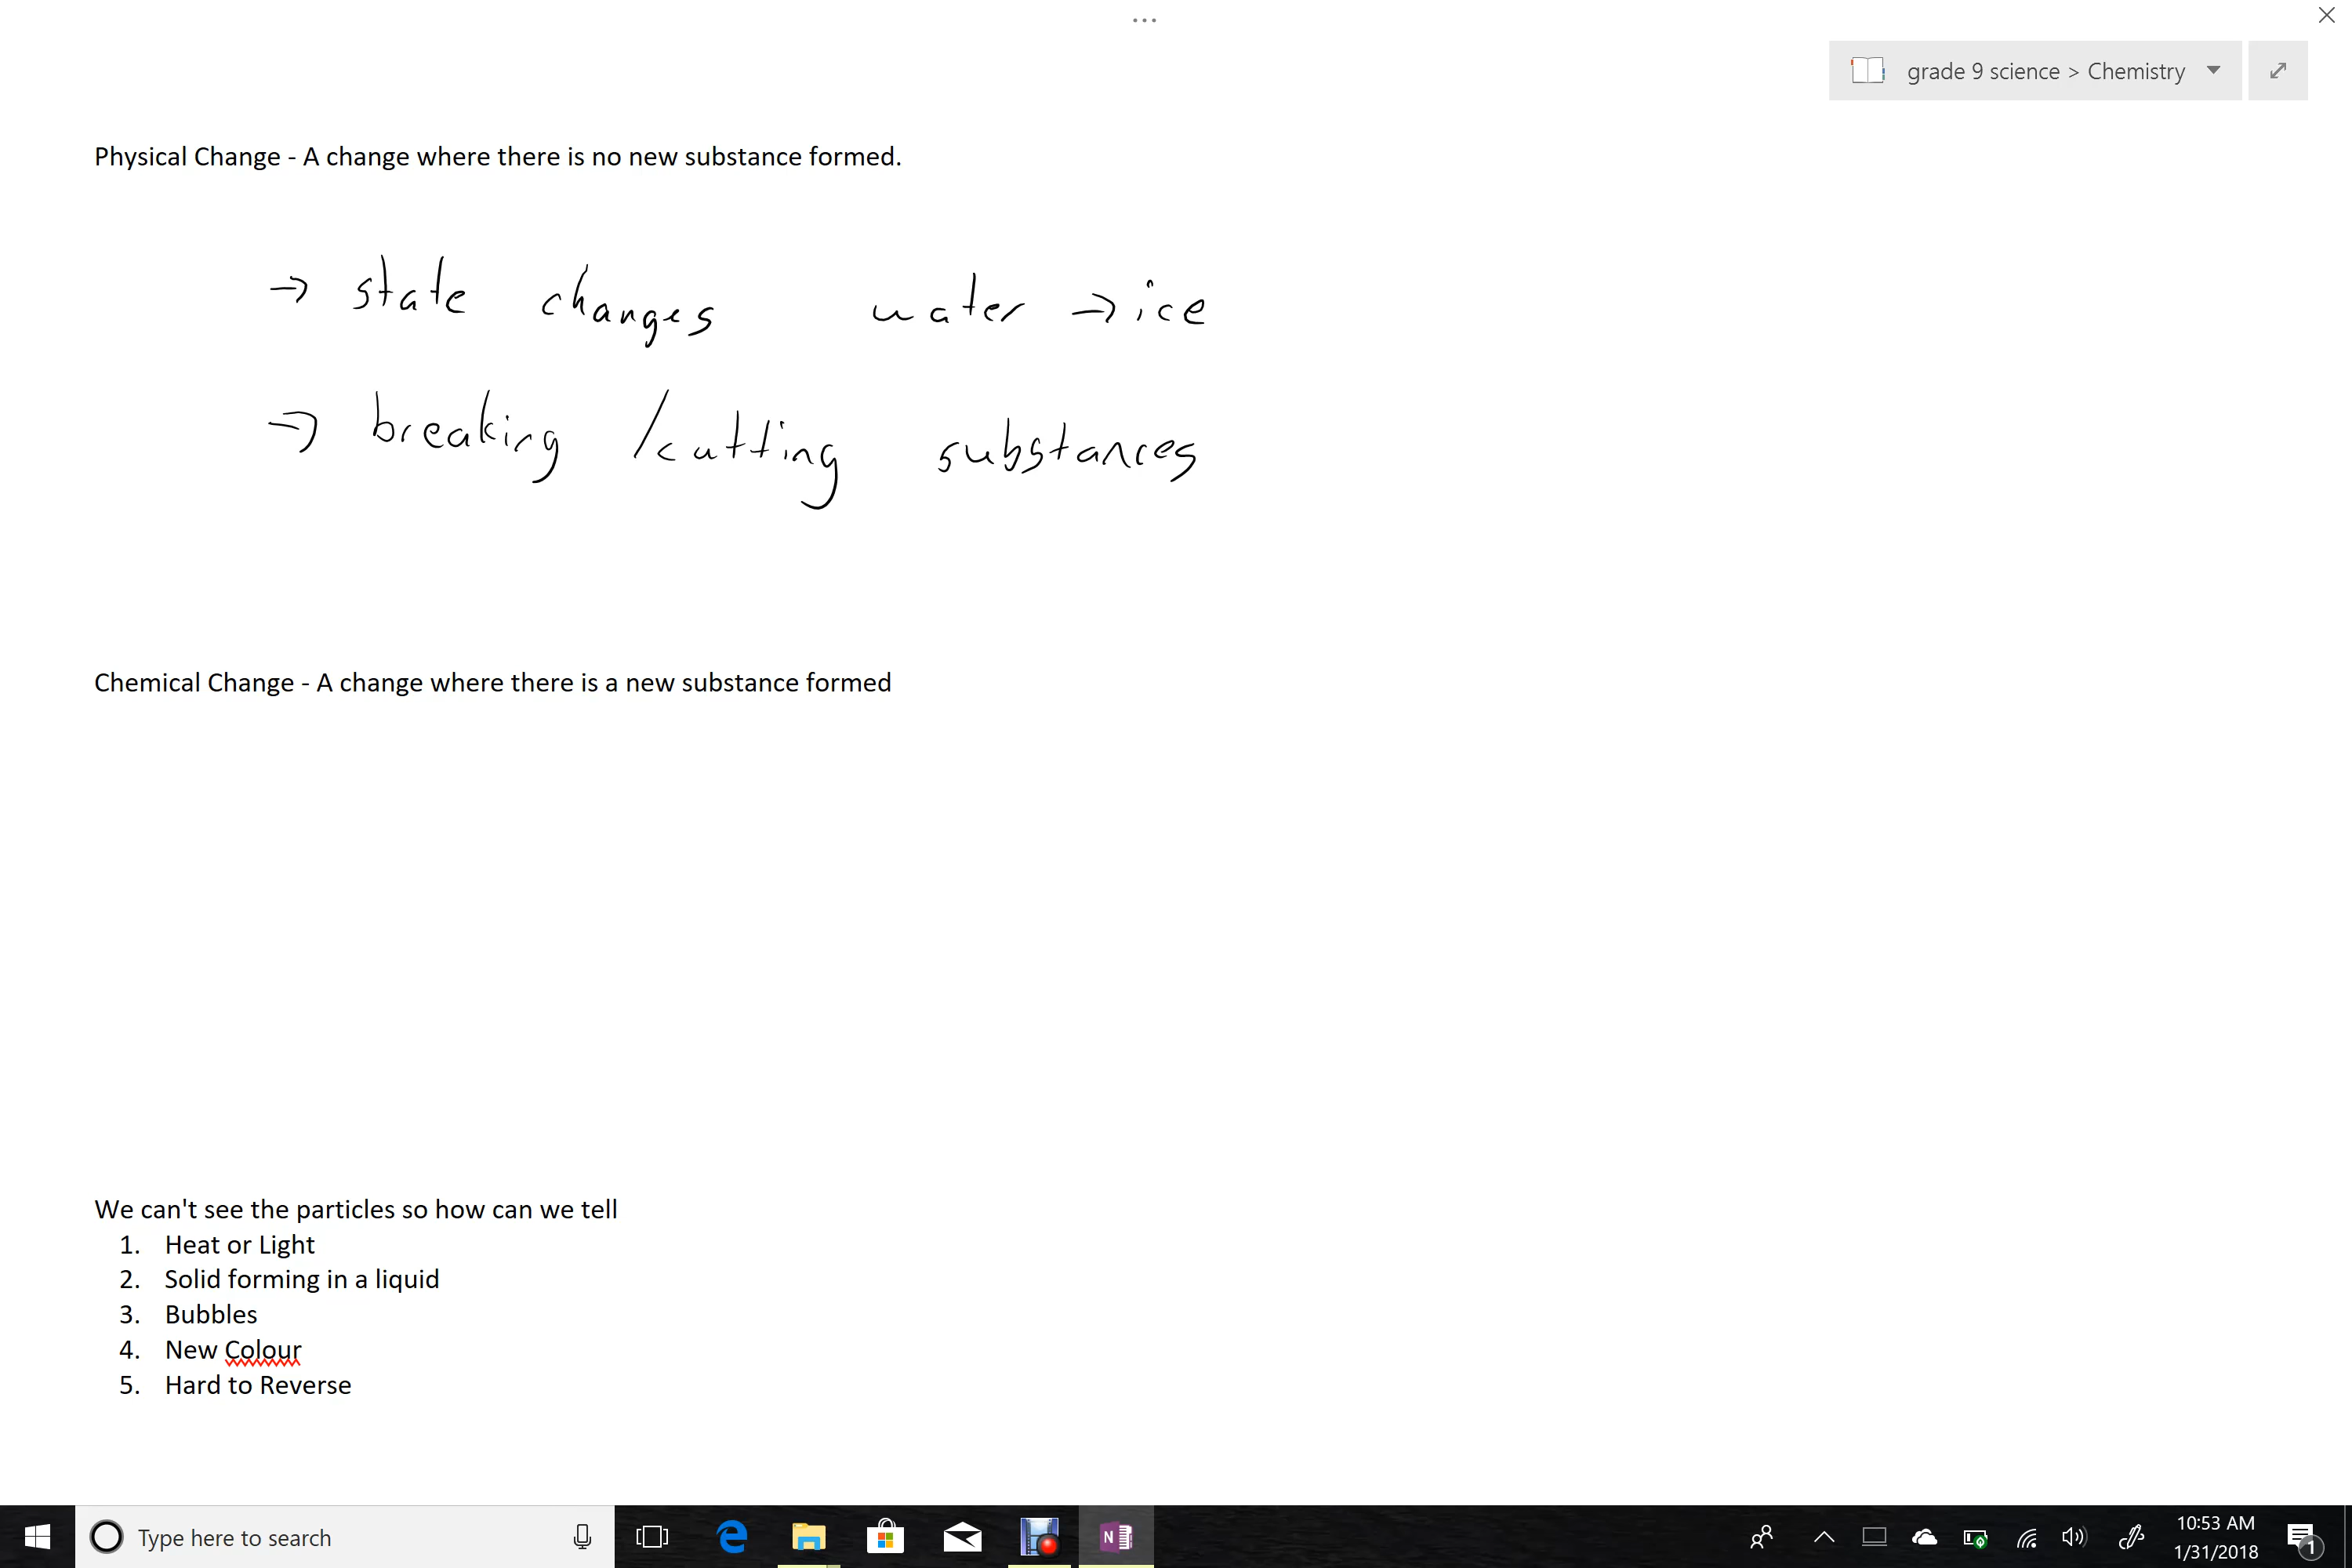 ...
grade 9 science > Chemistry
Physical Change - A change where there is no new substance formed.
→ state changes water → ice
→ breaking /cutting substances
Chemical Change - A change where there is a new substance formed
We can't see the particles so how can we tell
1. Heat or Light
2. Solid forming in a liquid
3. Bubbles
4. New Colour
5. Hard to Reverse
Type here to search
N
10:53 AM
1/31/2018
1